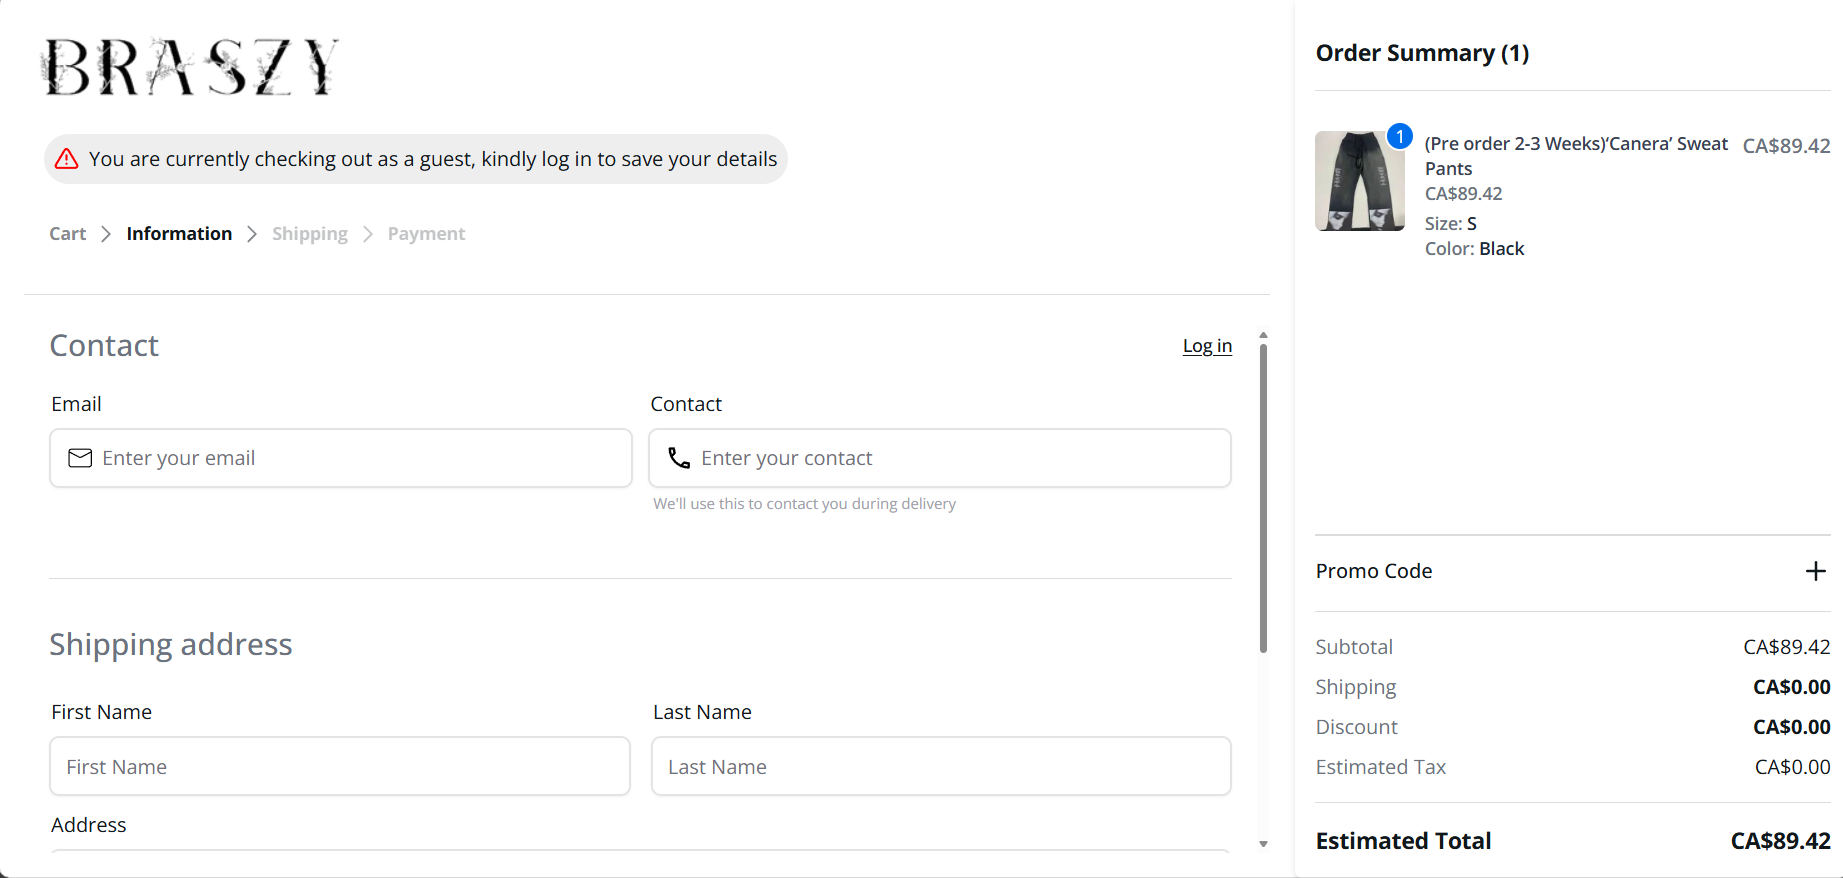 BRASZY
You are currently checking out as a guest, kindly log in to save your details
Cart > Information > Shipping > Payment
Contact
Log in
Email
Contact
Enter your email
Enter your contact
We'll use this to contact you during delivery
Shipping address
First Name
Last Name
First Name
Last Name
Address
Order Summary (1)
1
(Pre order 2-3 Weeks)‘Canera’ Sweat
Pants
CA$89.42
CA$89.42
Size: S
Color: Black
Promo Code
Subtotal CA$89.42
Shipping CA$0.00
Discount CA$0.00
Estimated Tax CA$0.00
Estimated Total CA$89.42